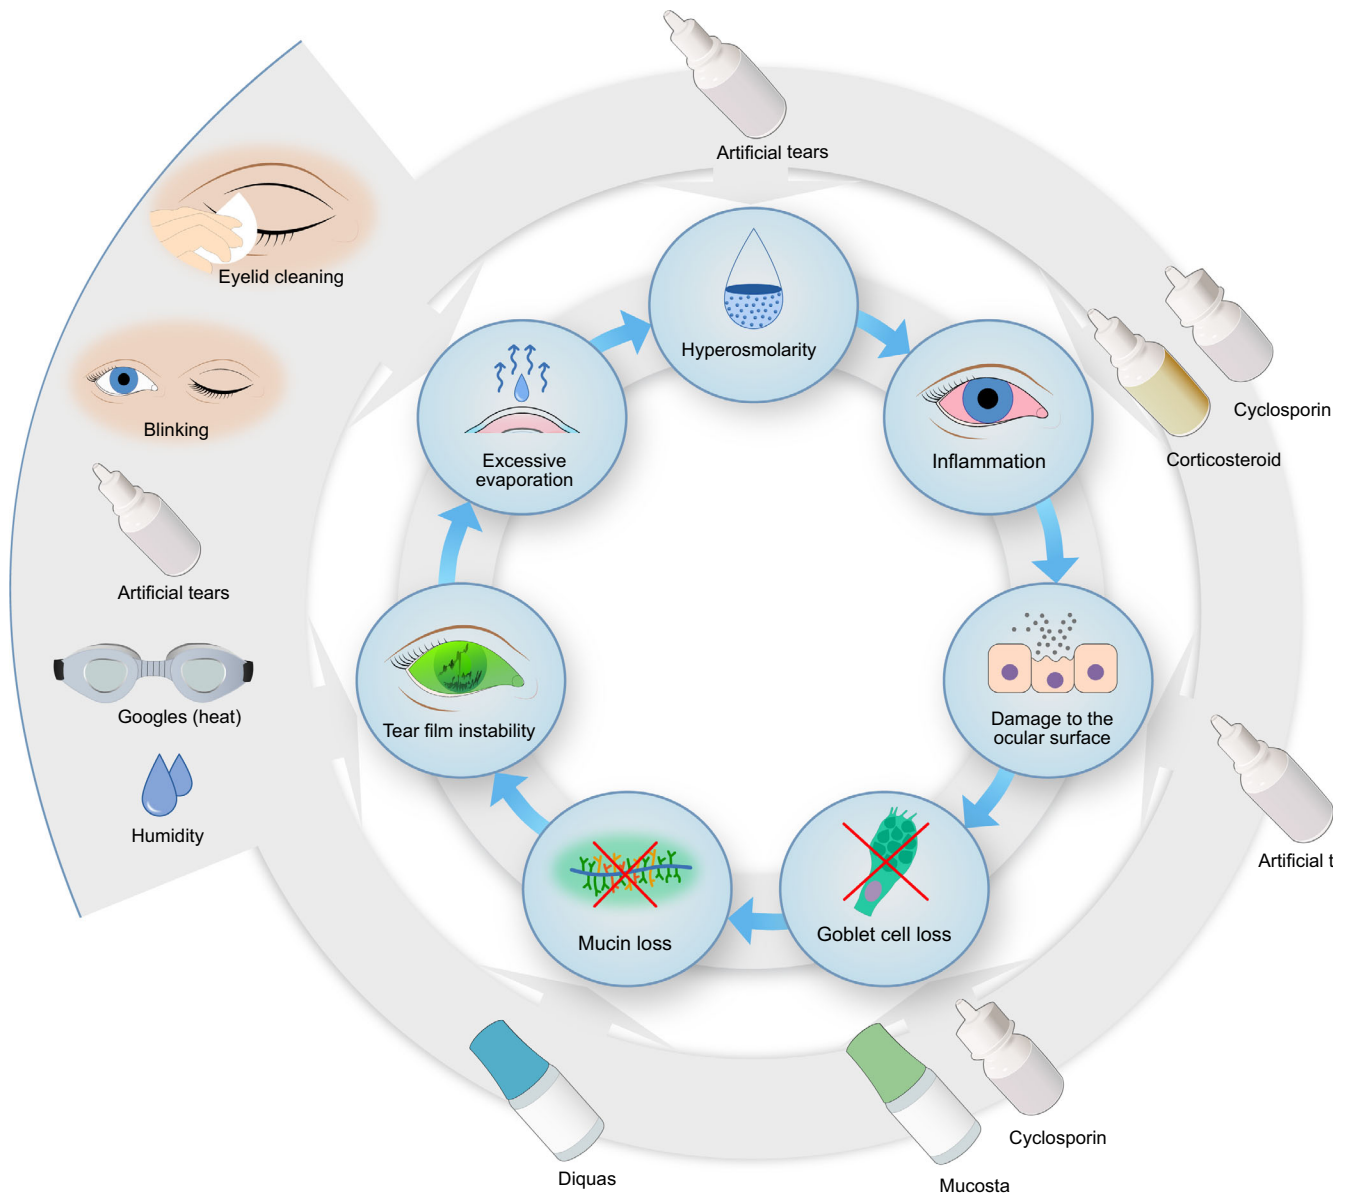 Artificial tears
Eyelid cleaning
Hyperosmolarity
Cyclosporin
Blinking
Excessive
evaporation
Inflammation
Corticosteroid
Artificial tears
Googles (heat)
Tear film instability
Damage to the
ocular surface
Humidity
Artificial t
Mucin loss
Goblet cell loss
Cyclosporin
Diquas
Mucosta